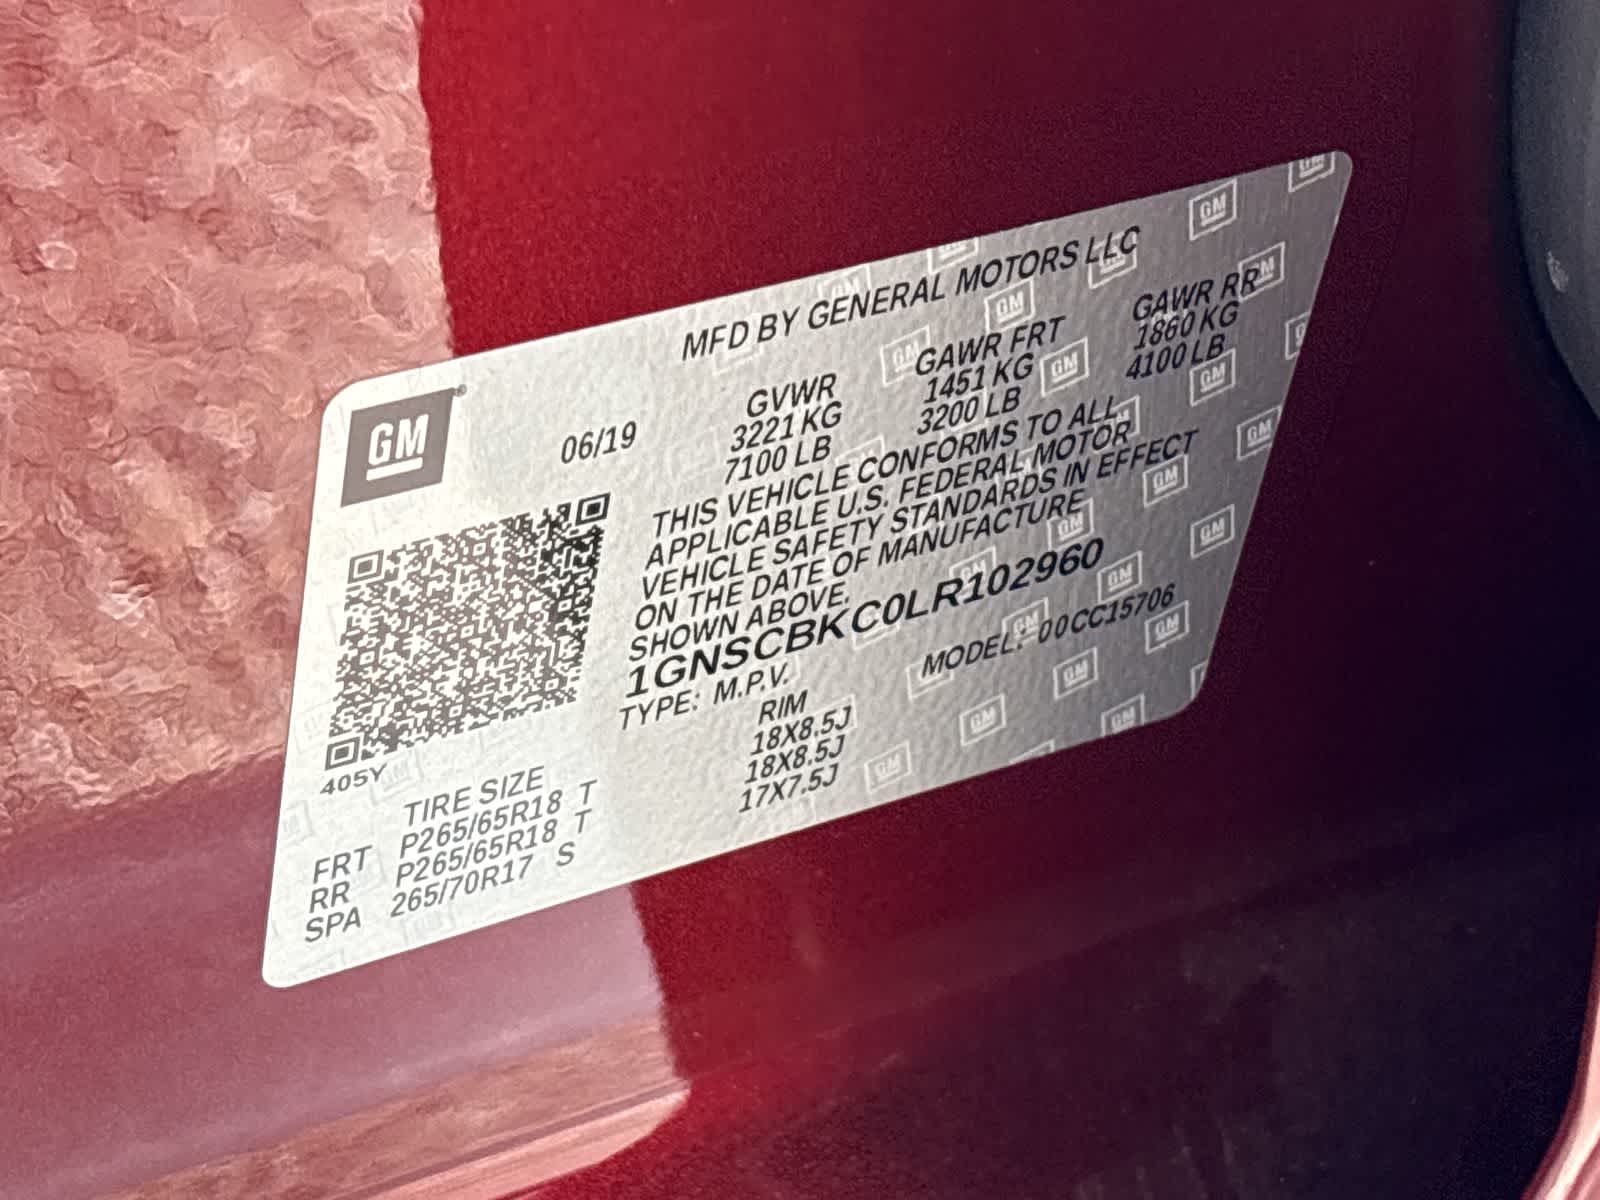 MFD BY GENERAL MOTORS LLC
GM
06/19
GVWR GAWR FRT GAWR RR
3221 KG 1451 KG 1860 KG
7100 LB 3200 LB 4100 LB
THIS VEHICLE CONFORMS TO ALL
APPLICABLE U.S. FEDERAL MOTOR
VEHICLE SAFETY STANDARDS IN EFFECT
ON THE DATE OF MANUFACTURE
SHOWN ABOVE.
1GNSCBKC0LR102960
TYPE: M.P.V. MODEL: 00CC15706
405Y
TIRE SIZE RIM
FRT P265/65R18 T 18X8.5J
RR P265/65R18 T 18X8.5J
SPA 265/70R17 S 17X7.5J